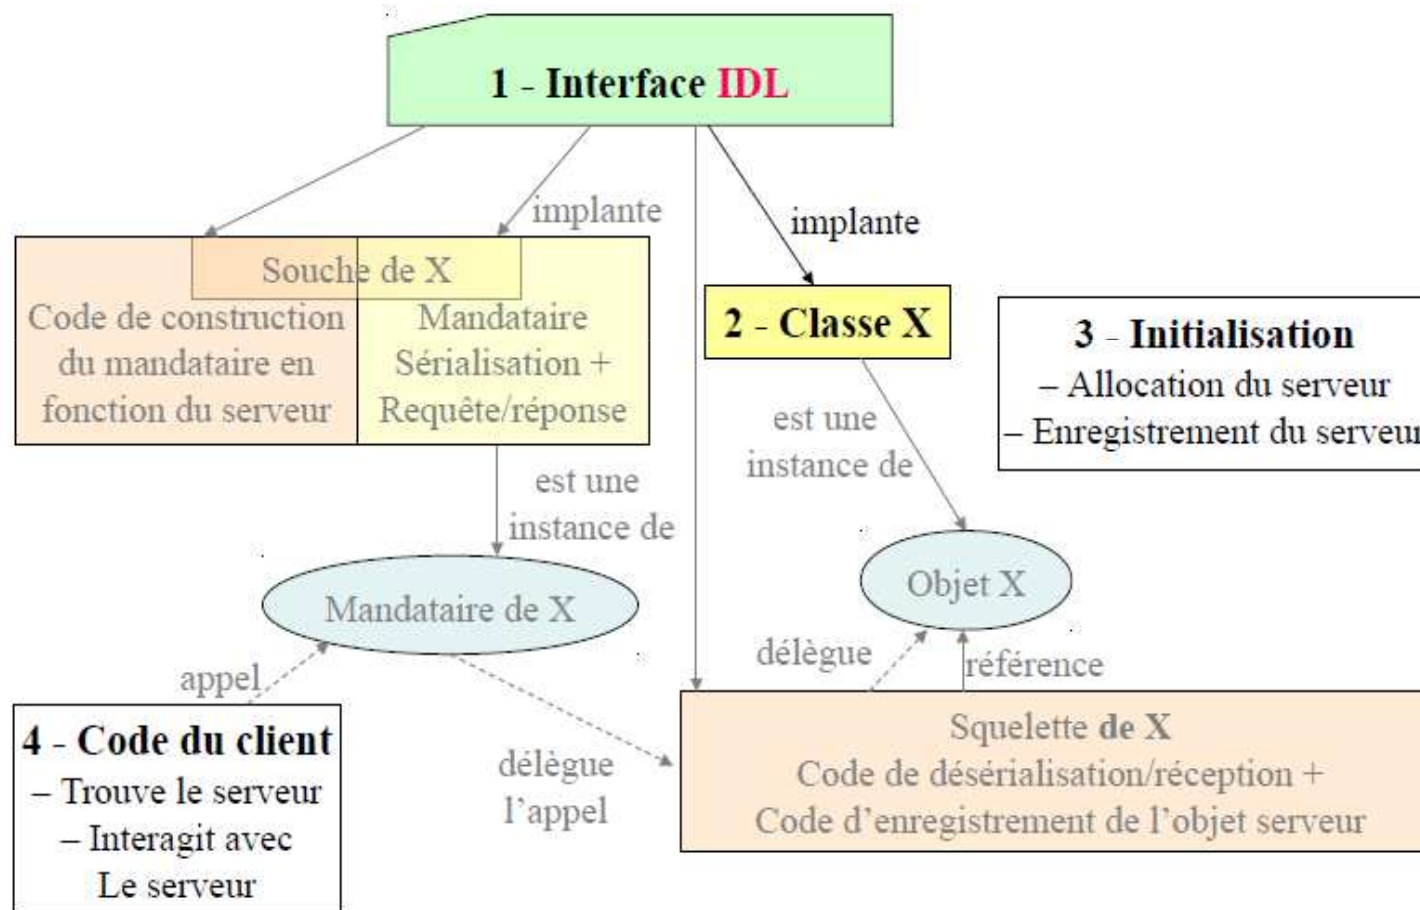 1 - Interface IDL
implante
implante
Souche de X
Code de construction
du mandataire en
fonction du serveur
Mandataire
Sérialisation +
Requête/réponse
2 - Classe X
3 - Initialisation
– Allocation du serveur
– Enregistrement du serveur
est une
instance de
est une
instance de
Mandataire de X
Objet X
appel
délègue
référence
4 - Code du client
– Trouve le serveur
– Interagit avec
Le serveur
délègue
l’appel
Squelette de X
Code de désérialisation/réception +
Code d’enregistrement de l’objet serveur